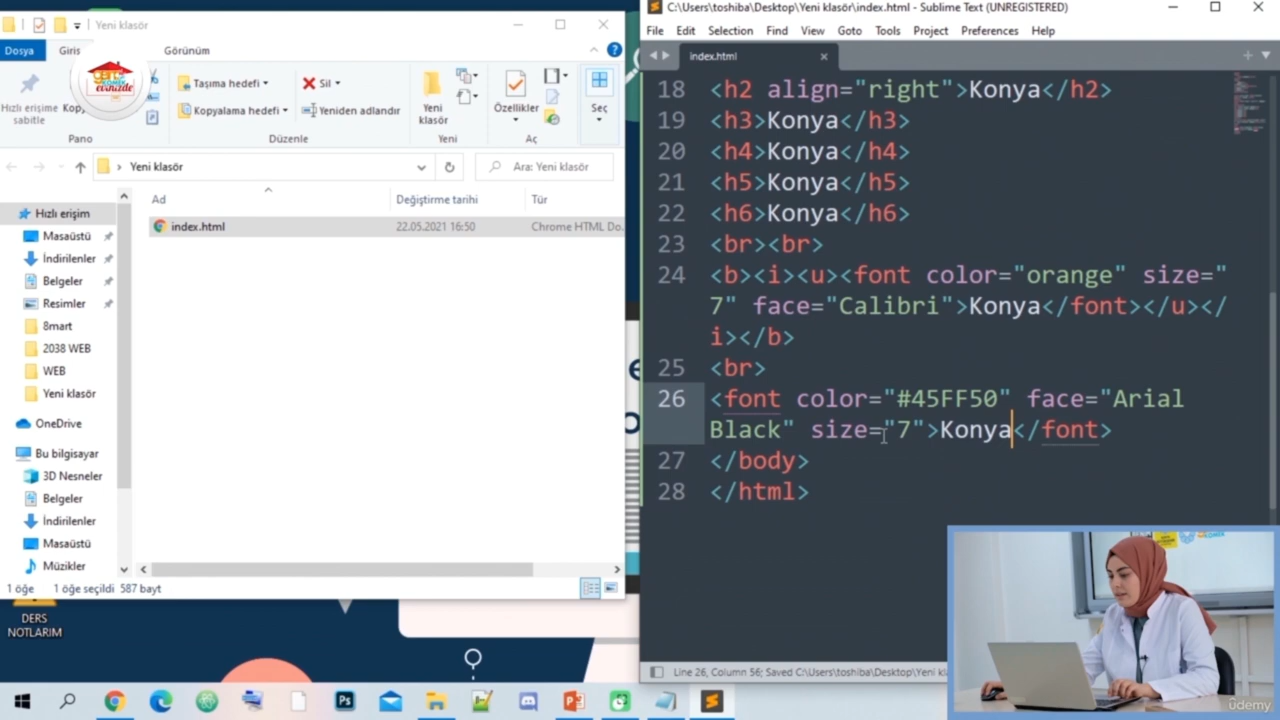 Yeni klasör
Dosya
Giriş
Görünüm
GENÇ
KOMEK
evinizde
Hızlı erişime
sabitle
Pano
Taşıma hedefi
Kopyalama hedefi
Sil
Yeniden adlandır
Düzenle
Yeni
klasör
Yeni
Özellikler
Aç
Seç
Yeni klasör
Ara: Yeni klasör
Ad
Değiştirme tarihi
Tür
index.html
22.05.2021 16:50
Chrome HTML Do
Hızlı erişim
Masaüstü
İndirilenler
Belgeler
Resimler
8mart
2038 WEB
WEB
Yeni klasör
OneDrive
Bu bilgisayar
3D Nesneler
Belgeler
İndirilenler
Masaüstü
Müzikler
1 öğe
1 öğe seçildi 587 bayt
DERS
NOTLARIM
C:\Users\toshiba\Desktop\Yeni klasör\index.html - Sublime Text (UNREGISTERED)
File Edit Selection Find View Goto Tools Project Preferences Help
index.html
18 <h2 align="right">Konya</h2>
19 <h3>Konya</h3>
20 <h4>Konya</h4>
21 <h5>Konya</h5>
22 <h6>Konya</h6>
23 <br><br>
24 <b><i><u><font color="orange" size="
7" face="Calibri">Konya</font></u></
i></b>
25 <br>
26 <font color="#45FF50" face="Arial
Black" size="7">Konya</font>
27 </body>
28 </html>
Line 26, Column 56; Saved C:\Users\toshiba\Desktop\Yeni kla
Ps
ûdemy